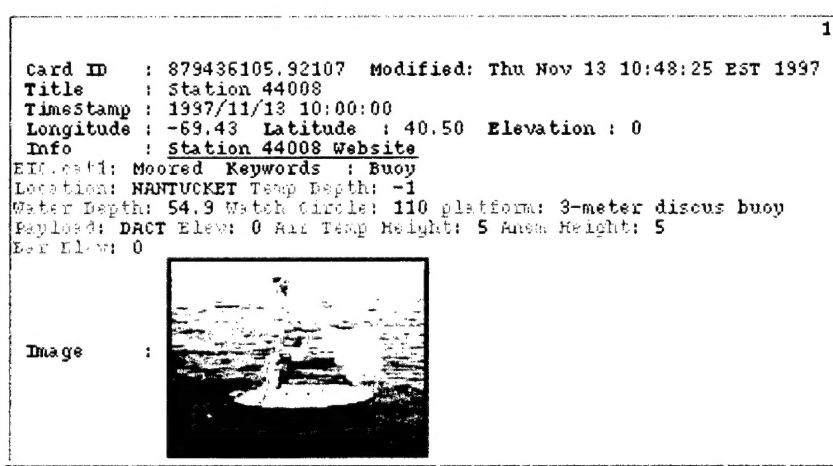 1
Card ID : 879436105.92107 Modified: Thu Nov 13 10:48:25 EST 1997
Title : Station 44008
TimeStamp : 1997/11/13 10:00:00
Longitude : -69.43 Latitude : 40.50 Elevation : 0
Info : Station 44008 Website
Moored Keywords : Buoy
Location: NANTUCKET Temp Depth: -1
Water Depth: 54.9 Watch Circle: 110 platform: 3-meter discus buoy
Payload: DACT Elev: 0 Air Temp Height: 5 Anem Height: 5
Bar Elev: 0
Image :